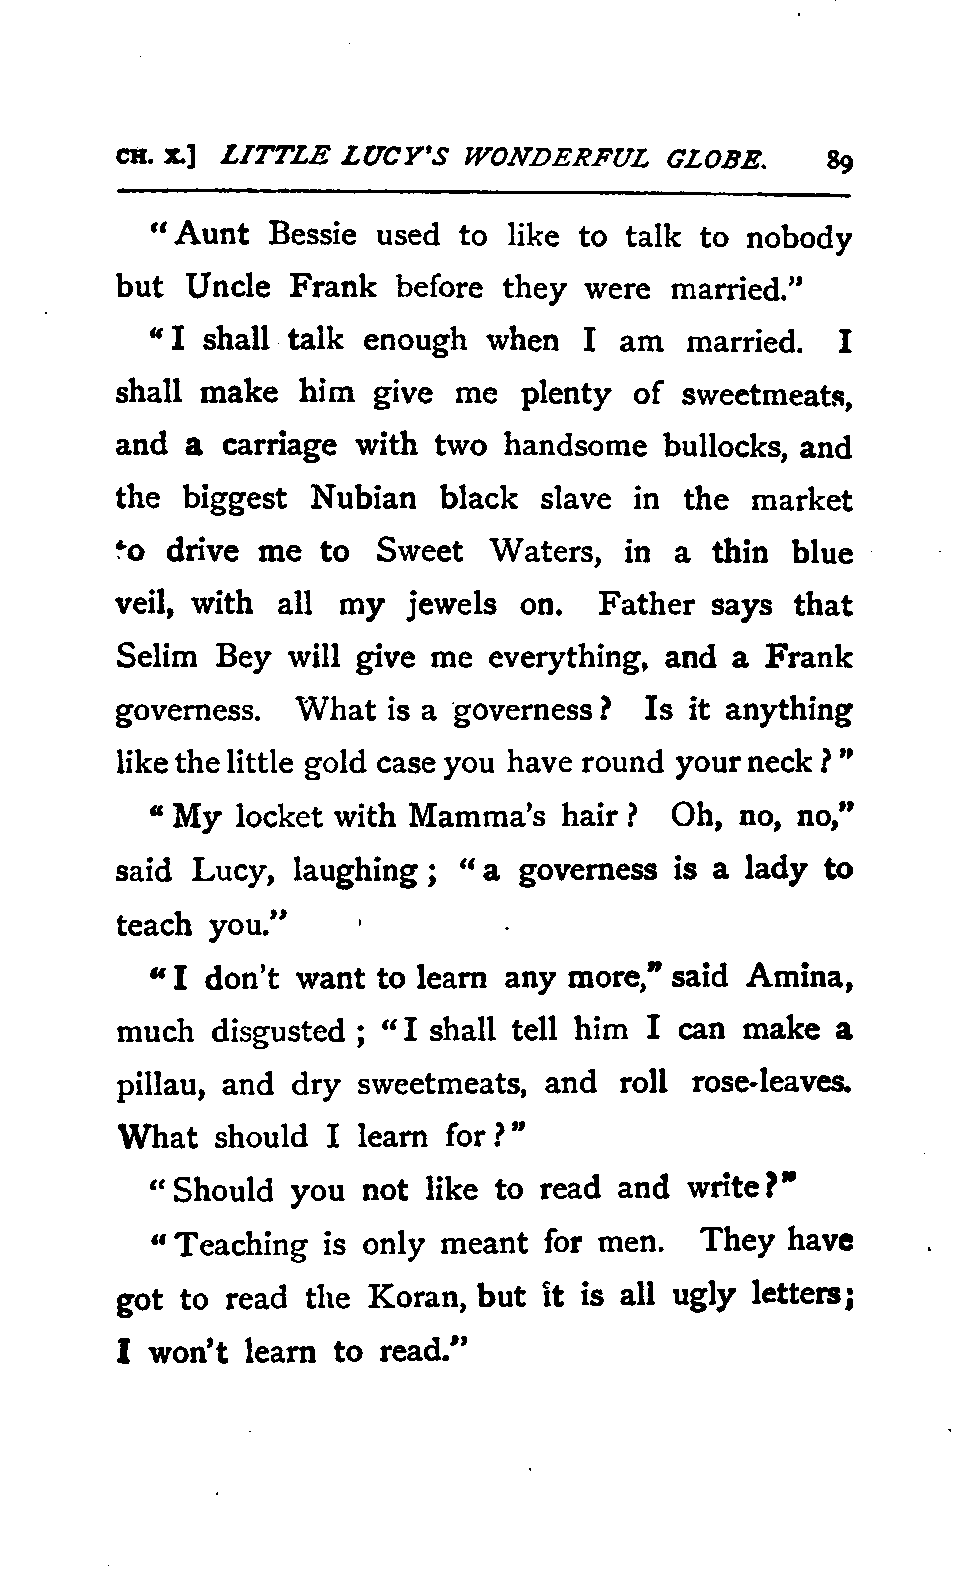 CH. X.] LITTLE LUCY'S WONDERFUL GLOBE. 89
"Aunt Bessie used to like to talk to nobody
but Uncle Frank before they were married."
"I shall talk enough when I am married. I
shall make him give me plenty of sweetmeats,
and a carriage with two handsome bullocks, and
the biggest Nubian black slave in the market
to drive me to Sweet Waters, in a thin blue
veil, with all my jewels on. Father says that
Selim Bey will give me everything, and a Frank
governess. What is a governess? Is it anything
like the little gold case you have round your neck?"
"My locket with Mamma's hair? Oh, no, no,"
said Lucy, laughing; "a governess is a lady to
teach you."
"I don't want to learn any more," said Amina,
much disgusted; "I shall tell him I can make a
pillau, and dry sweetmeats, and roll rose-leaves.
What should I learn for?"
"Should you not like to read and write?"
"Teaching is only meant for men. They have
got to read the Koran, but it is all ugly letters;
I won't learn to read."